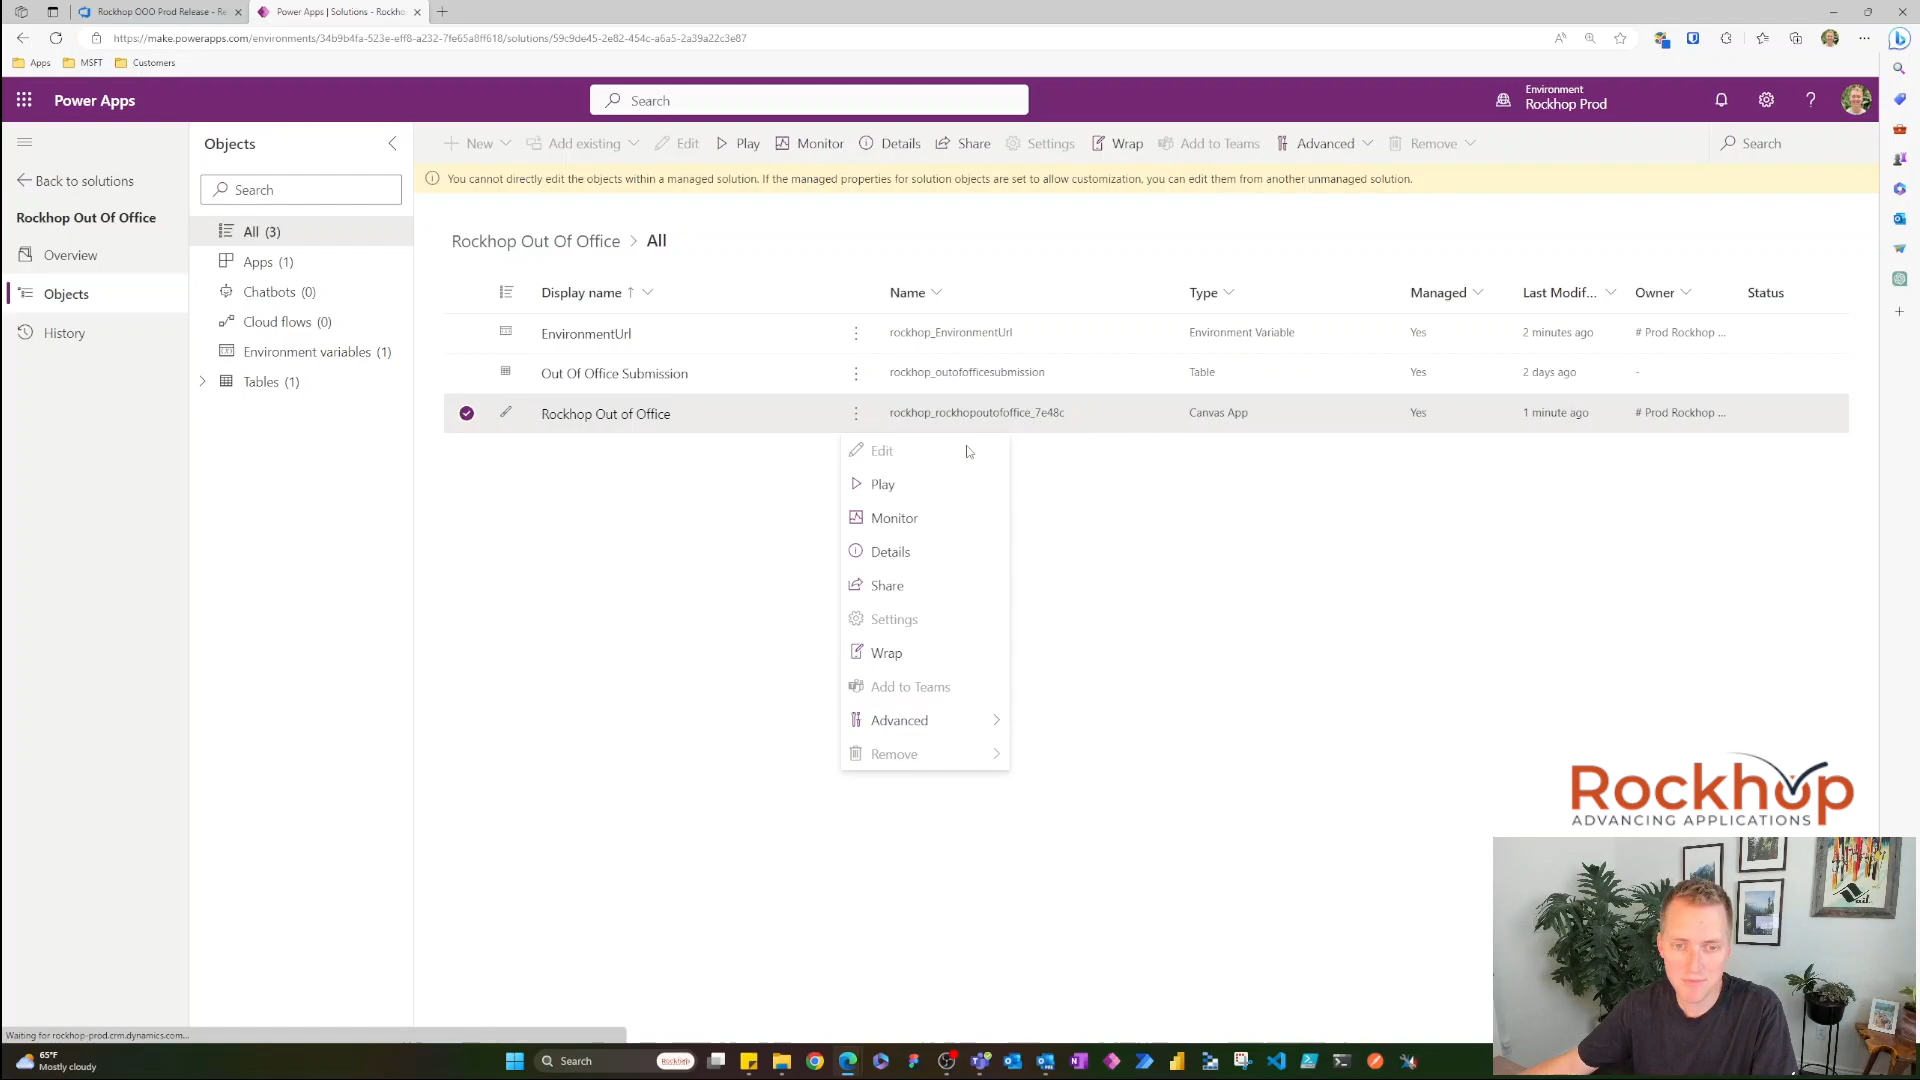 Rockhop OOO Prod Release - Re
Power Apps | Solutions - Rockho
https://make.powerapps.com/environments/34b9b4fa-523e-eff8-a232-7fe65a8ff618/solutions/59c9de45-2e82-454c-a6a5-2a39a22c3e87
Apps
MSFT
Customers
Power Apps
Search
Environment
Rockhop Prod
Objects
New
Add existing
Edit
Play
Monitor
Details
Share
Settings
Wrap
Add to Teams
Advanced
Remove
Search
You cannot directly edit the objects within a managed solution. If the managed properties for solution objects are set to allow customization, you can edit them from another unmanaged solution.
Back to solutions
Rockhop Out Of Office
Overview
Objects
History
Search
All (3)
Apps (1)
Chatbots (0)
Cloud flows (0)
Environment variables (1)
Tables (1)
Rockhop Out Of Office > All
Display name ↑
Name
Type
Managed
Last Modif...
Owner
Status
EnvironmentUrl
rockhop_EnvironmentUrl
Environment Variable
Yes
2 minutes ago
# Prod Rockhop ...
Out Of Office Submission
rockhop_outofofficesubmission
Table
Yes
2 days ago
-
Rockhop Out of Office
rockhop_rockhopoutofoffice_7e48c
Canvas App
Yes
1 minute ago
# Prod Rockhop ...
Edit
Play
Monitor
Details
Share
Settings
Wrap
Add to Teams
Advanced
Remove
Rockhop
ADVANCING APPLICATIONS
Waiting for rockhop-prod.crm.dynamics.com...
65°F
Mostly cloudy
Search
Rockhop